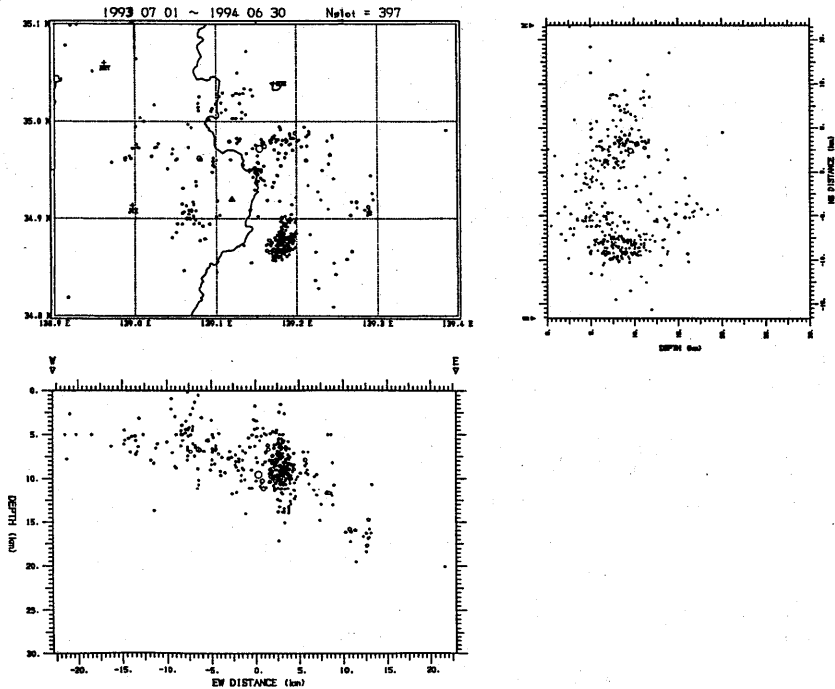 1993 07 01 ~ 1994 06 30 Nplot = 397
35.1 N
35.0
34.9
34.8 N
138.9 E 139.0 E 139.1 E 139.2 E 139.3 E 139.4 E
DEPTH (km)
NS DISTANCE (km)
W E
0.
5.
10.
15.
20.
25.
30.
DEPTH (km)
-20. -15. -10. -5. 0. 5. 10. 15. 20.
EW DISTANCE (km)